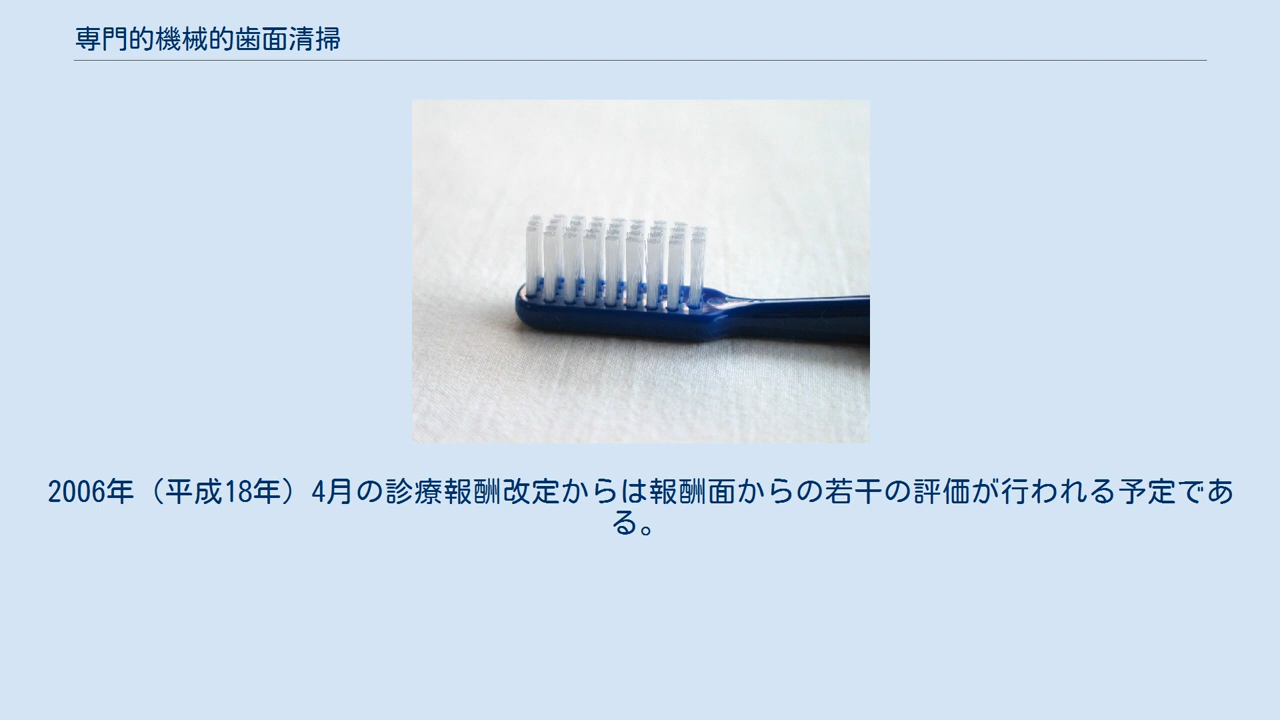 専門的機械的歯面清掃
2006年（平成18年）4月の診療報酬改定からは報酬面からの若干の評価が行われる予定であ
る。